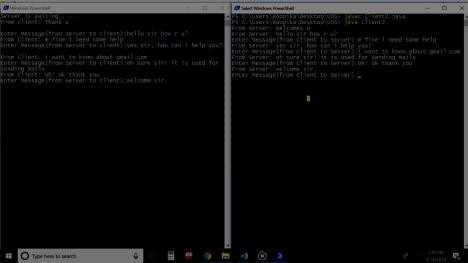 Windows PowerShell
Server is waiting.....
From Client: Thank u
Enter Message(from Server to client):hello sir how r u?
From Client: m fine i need some help
Enter Message(from Server to client):yes sir, how can i help you?
From Client: i want to know about gmail.com
Enter Message(from Server to client):oh sure sir! it is used for
sending mails
From Client: oh! ok thank you
Enter Message(from Server to client):welcome sir.
Select Windows PowerShell
PS C:\Users\Roopika\Desktop\UDS> javac Client2.java
PS C:\Users\Roopika\Desktop\UDS> java Client2
From Server: welcomes u
From Server: hello sir how r u?
Enter Message(from Client to Server):m fine i need some help
From Server: yes sir, how can i help you?
Enter Message(from Client to Server):i want to know about gmail.com
From Server: oh sure sir! it is used for sending mails
Enter Message(from Client to Server):oh! ok thank you
From Server: welcome sir.
Enter Message(from Client to Server):
Type here to search